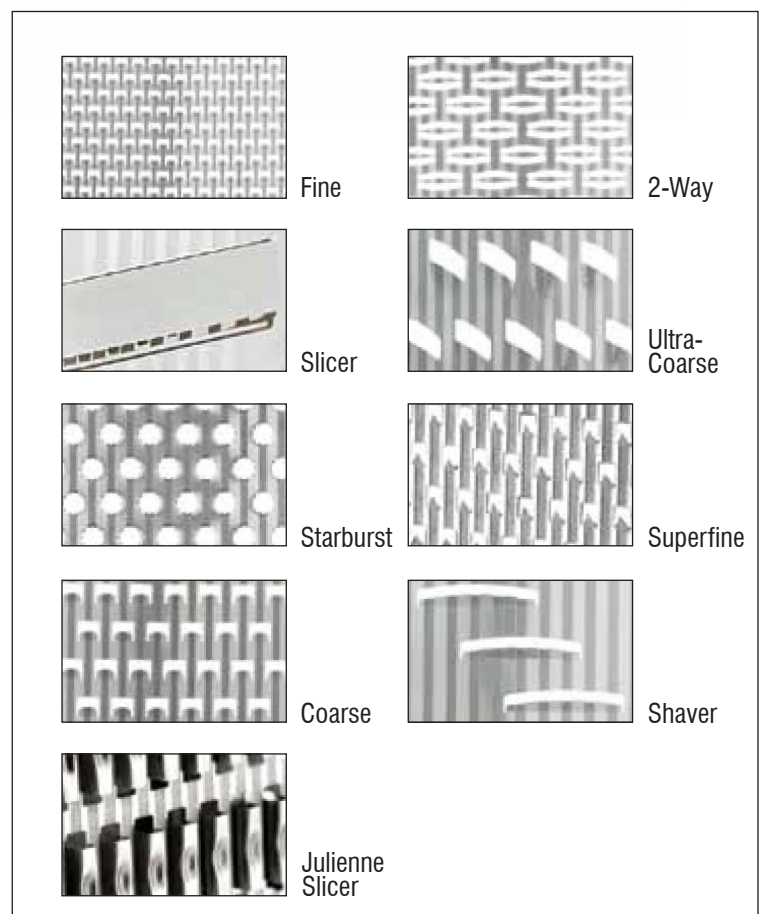 Fine
2-Way
Slicer
Ultra-
Coarse
Starburst
Superfine
Coarse
Shaver
Julienne
Slicer